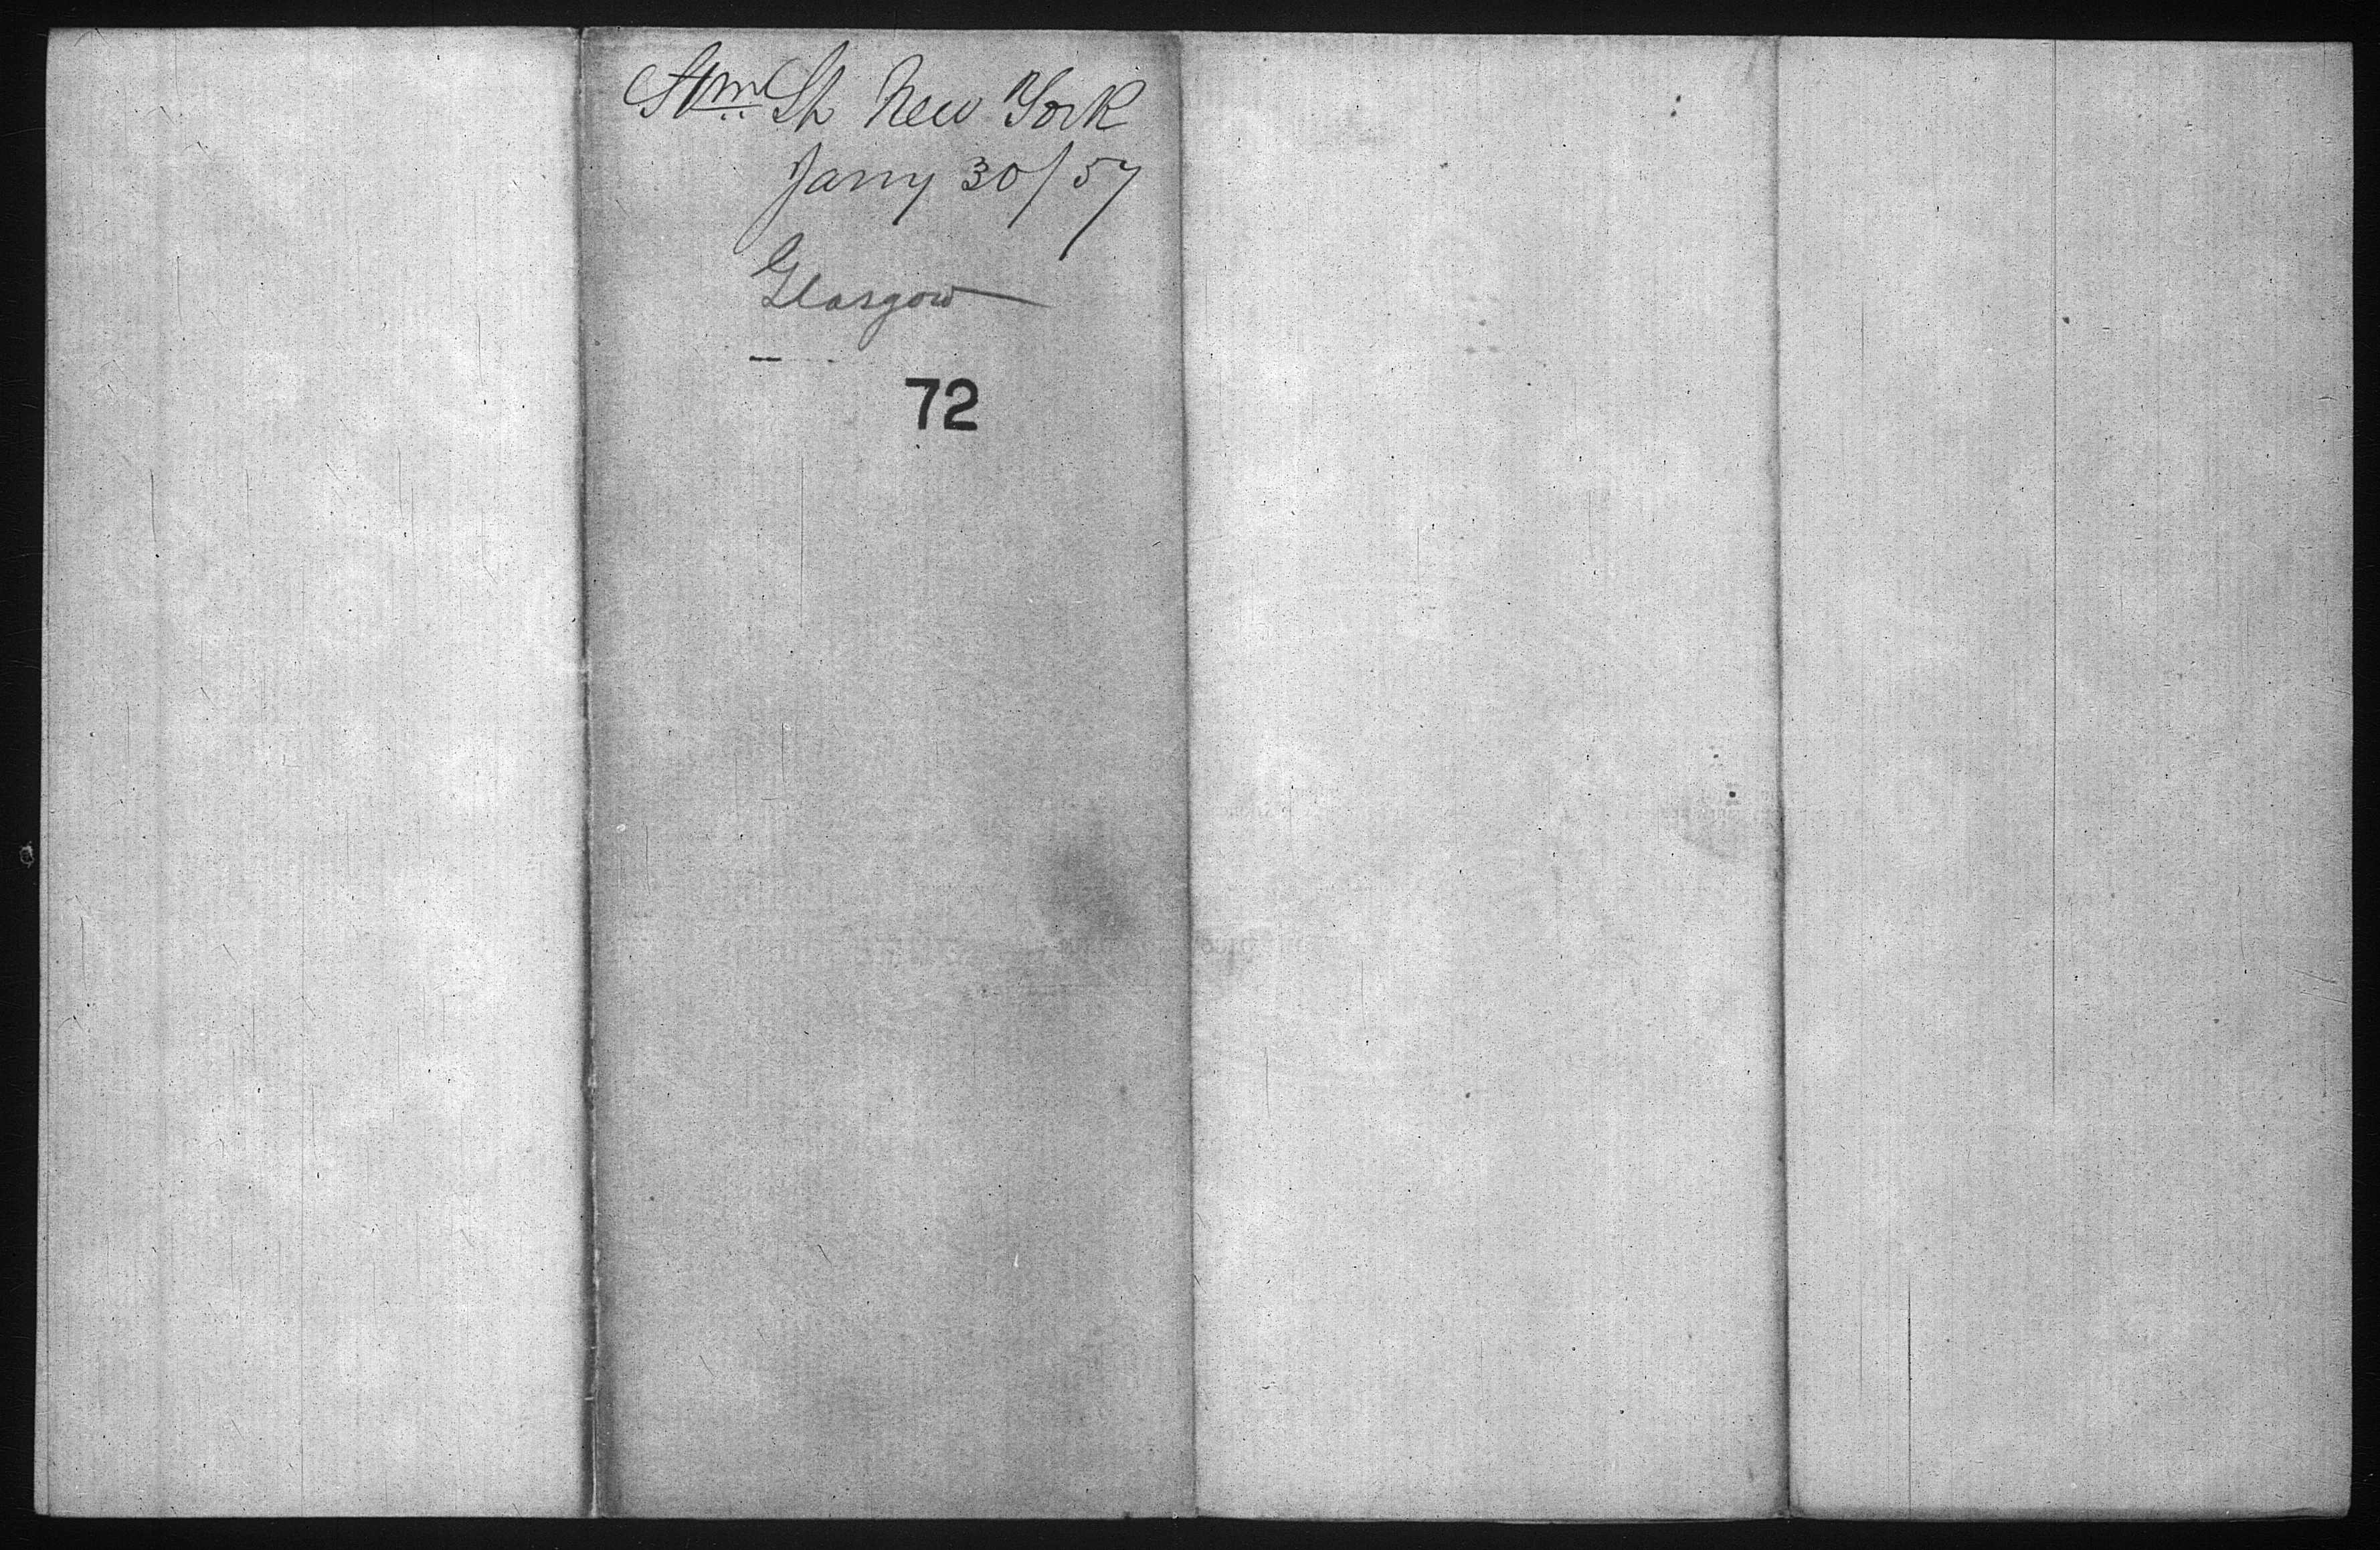 Stm. Sh New York
Jany 30/57
Glasgow
72